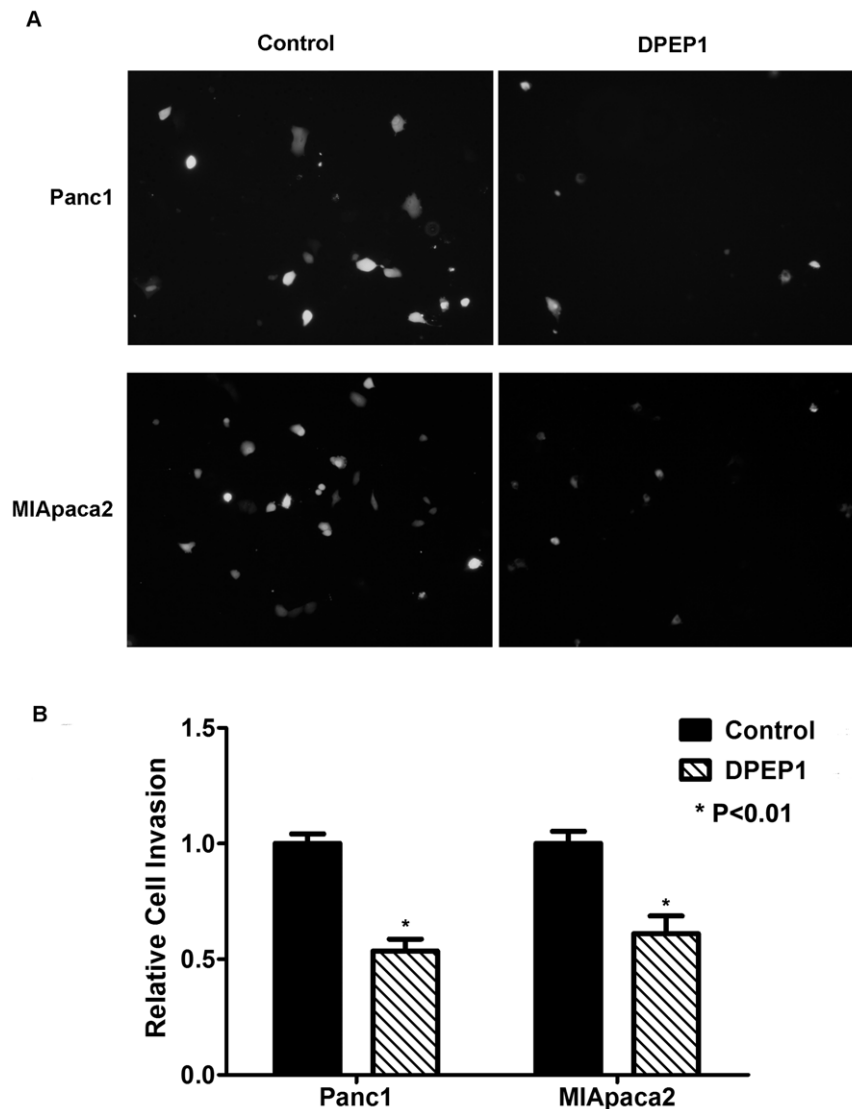 A
Control DPEP1
Panc1
MIApaca2
B
1.5
Control
DPEP1
* P<0.01
1.0
Relative Cell Invasion
*
*
0.5
0.0
Panc1 MIApaca2